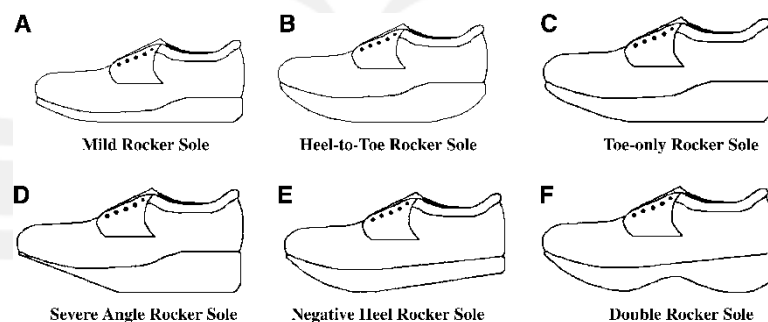 A
B
C
Mild Rocker Sole
Heel-to-Toe Rocker Sole
Toe-only Rocker Sole
D
E
F
Severe Angle Rocker Sole
Negative Heel Rocker Sole
Double Rocker Sole